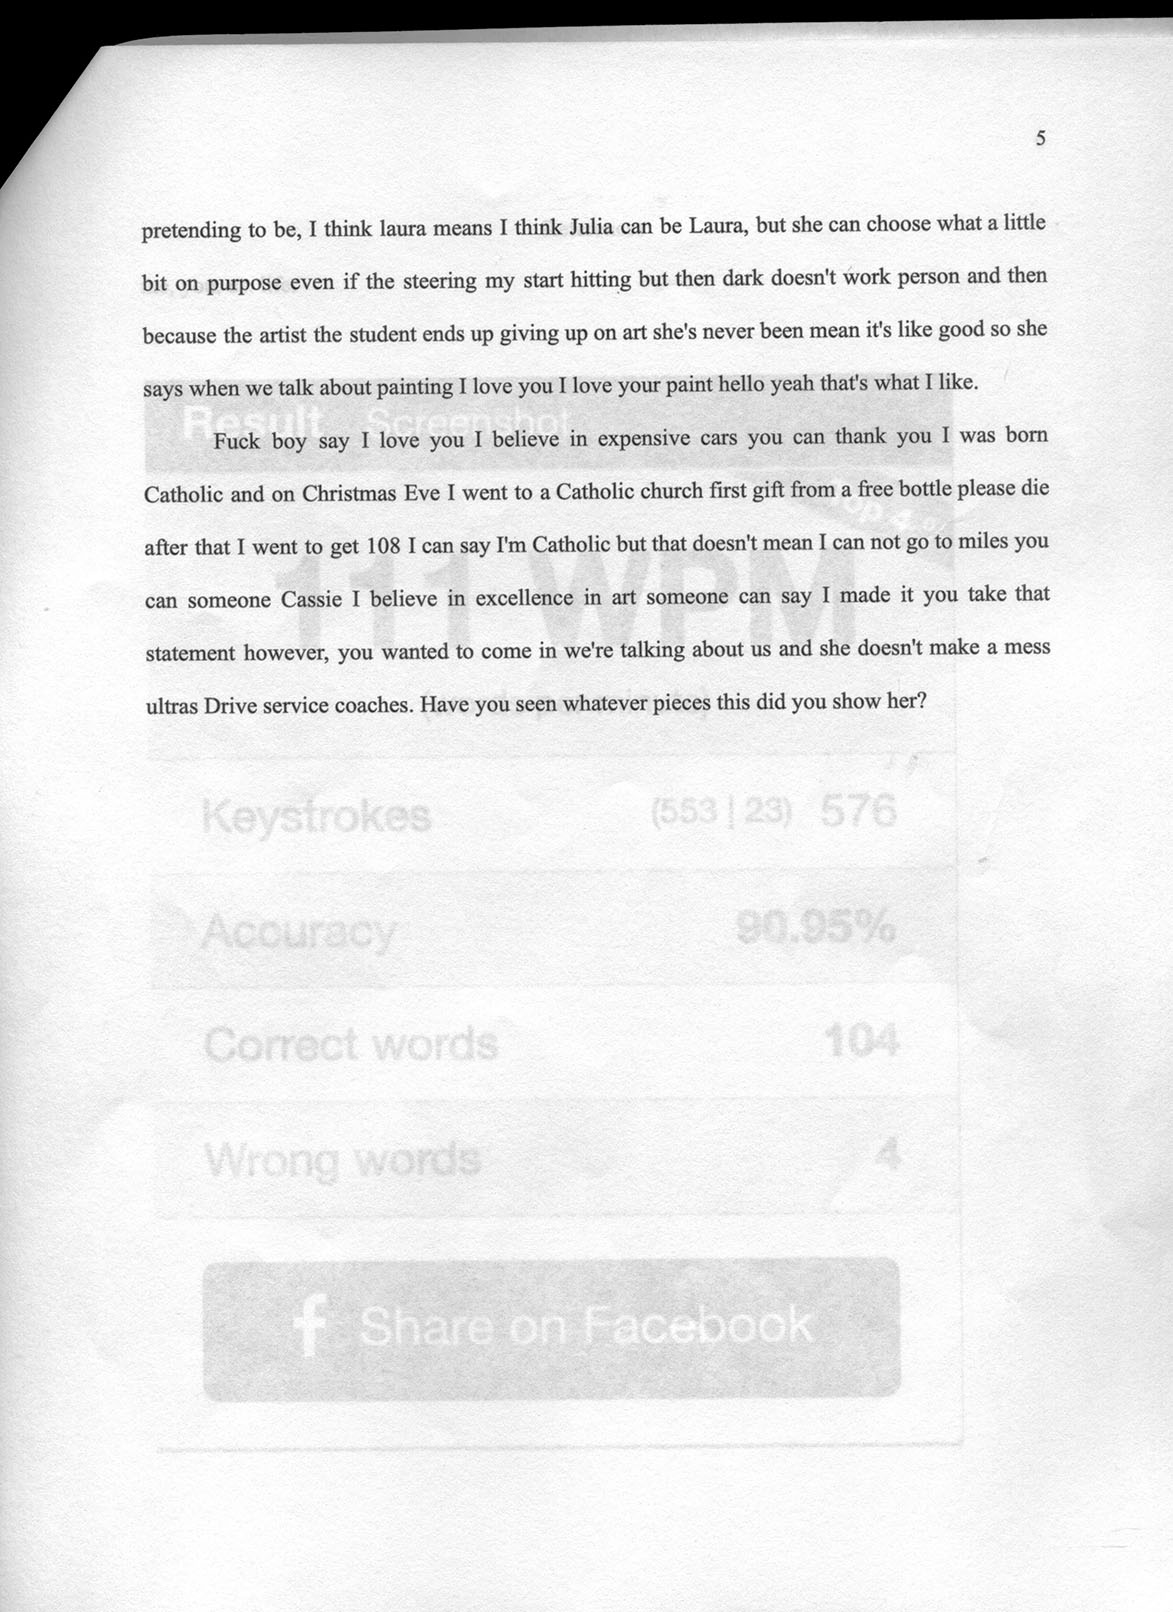 5
pretending to be, I think laura means I think Julia can be Laura, but she can choose what a little
bit on purpose even if the steering my start hitting but then dark doesn't work person and then
because the artist the student ends up giving up on art she's never been mean it's like good so she
says when we talk about painting I love you I love your paint hello yeah that's what I like.
Result Screenshot
Fuck boy say I love you I believe in expensive cars you can thank you I was born
Catholic and on Christmas Eve I went to a Catholic church first gift from a free bottle please die
Top 4
after that I went to get 108 I can say I'm Catholic but that doesn't mean I can not go to miles you
111 WPM
can someone Cassie I believe in excellence in art someone can say I made it you take that
statement however, you wanted to come in we're talking about us and she doesn't make a mess
ultras Drive service coaches. Have you seen whatever pieces this did you show her?
Keystrokes (553 | 23) 576
Accuracy 90.95%
Correct words 104
Wrong words 4
f Share on Facebook